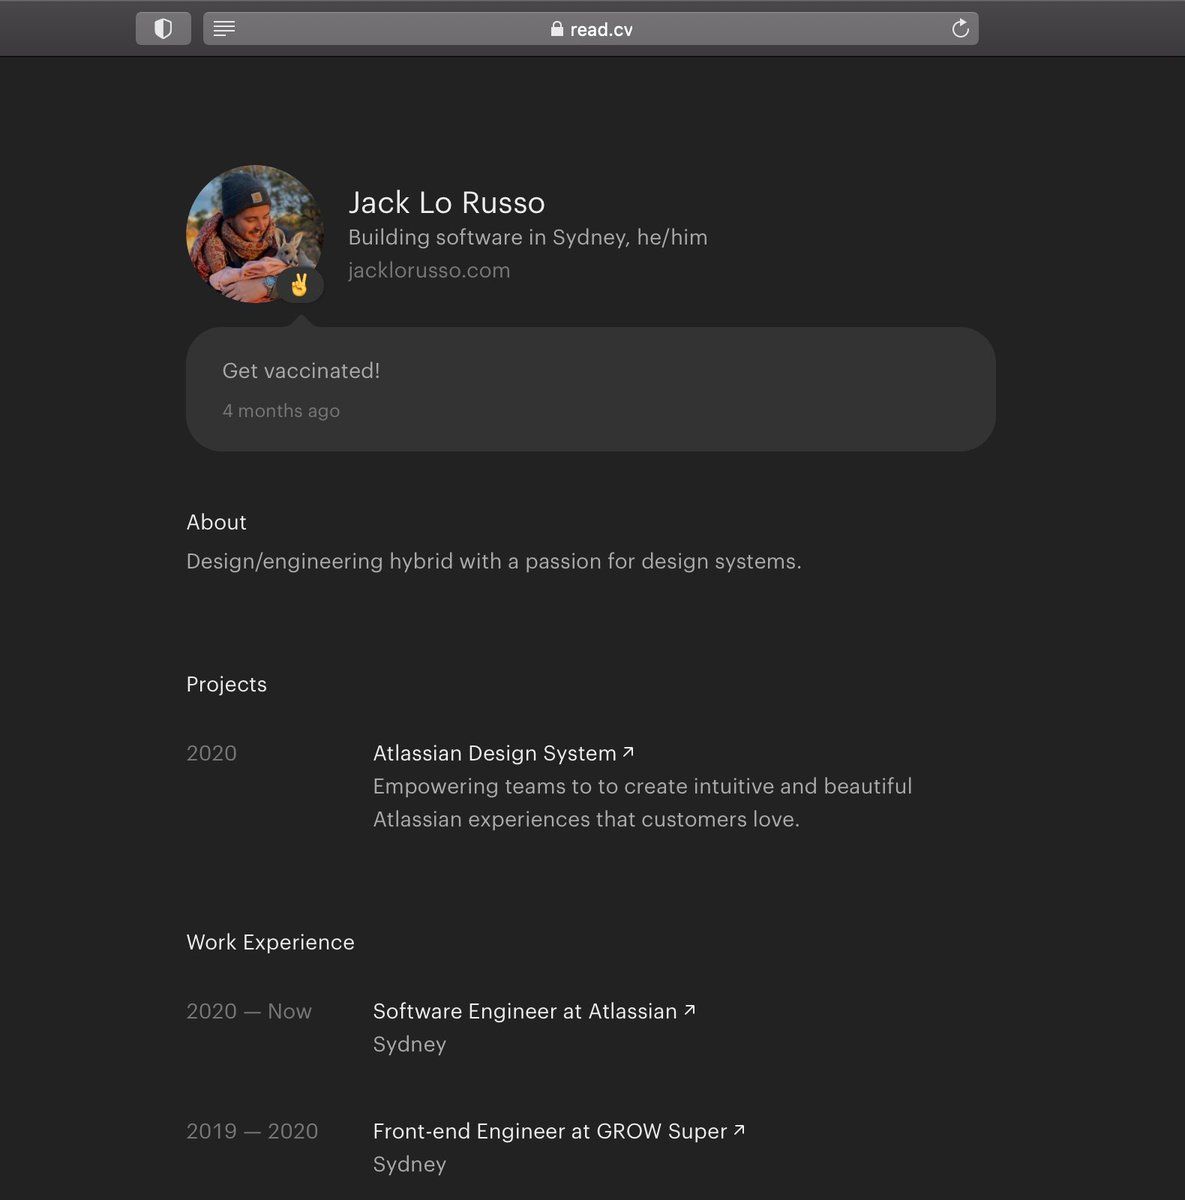 read.cv
Jack Lo Russo
Building software in Sydney, he/him
jacklorusso.com
Get vaccinated!
4 months ago
About
Design/engineering hybrid with a passion for design systems.
Projects
2020
Atlassian Design System ↗
Empowering teams to to create intuitive and beautiful
Atlassian experiences that customers love.
Work Experience
2020 — Now
Software Engineer at Atlassian ↗
Sydney
2019 — 2020
Front-end Engineer at GROW Super ↗
Sydney